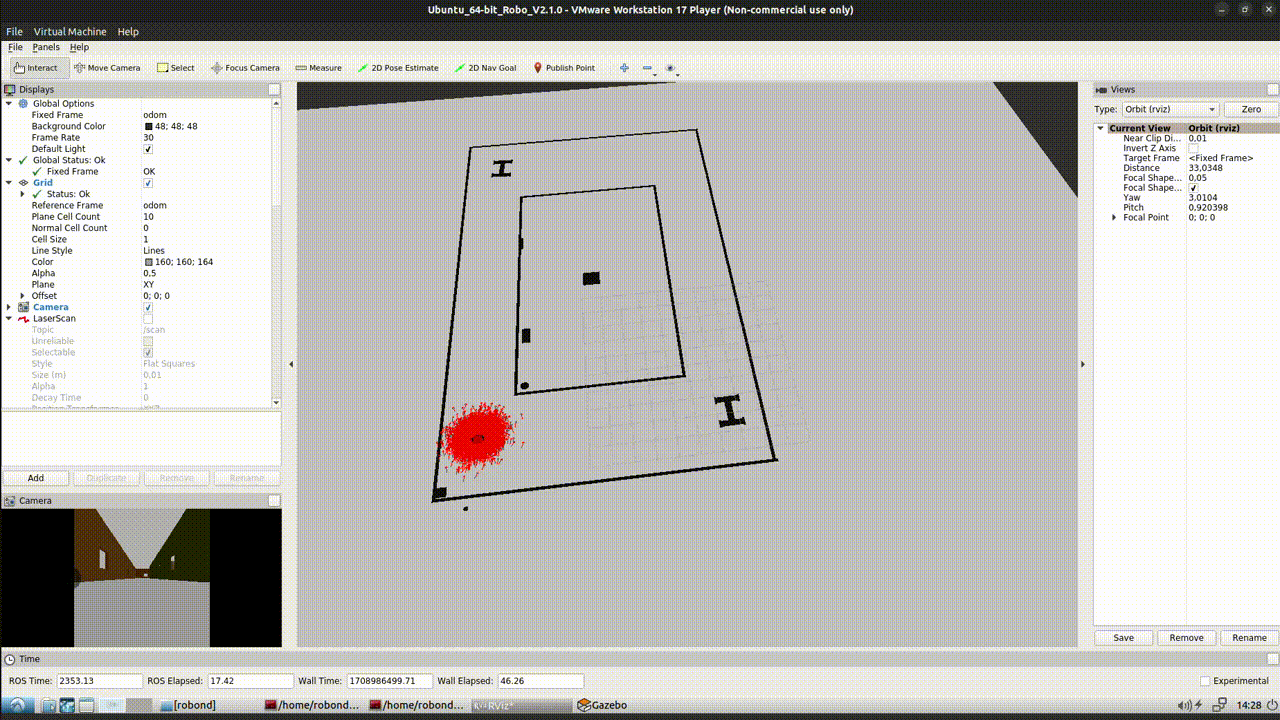 Ubuntu_64-bit_Robo_V2.1.0 - VMware Workstation 17 Player (Non-commercial use only)
File Virtual Machine Help
File Panels Help
Interact Move Camera Select Focus Camera Measure 2D Pose Estimate 2D Nav Goal Publish Point
Displays
Global Options
Fixed Frame odom
Background Color 48; 48; 48
Frame Rate 30
Default Light
Global Status: Ok
Fixed Frame OK
Grid
Status: Ok
Reference Frame odom
Plane Cell Count 10
Normal Cell Count 0
Cell Size 1
Line Style Lines
Color 160; 160; 164
Alpha 0,5
Plane XY
Offset 0; 0; 0
Camera
LaserScan
Topic /scan
Unreliable
Selectable
Style Flat Squares
Size (m) 0,01
Alpha 1
Decay Time 0
Add Duplicate Remove Rename
Camera
Views
Type: Orbit (rviz) Zero
Current View Orbit (rviz)
Near Clip Di... 0,01
Invert Z Axis
Target Frame <Fixed Frame>
Distance 33,0348
Focal Shape... 0,05
Focal Shape...
Yaw 3,0104
Pitch 0,920398
Focal Point 0; 0; 0
Save Remove Rename
Time
ROS Time: 2353.13 ROS Elapsed: 17.42 Wall Time: 1708986499.71 Wall Elapsed: 46.26 Experimental
[robond] /home/robond... /home/robond... RViz* Gazebo 14:28